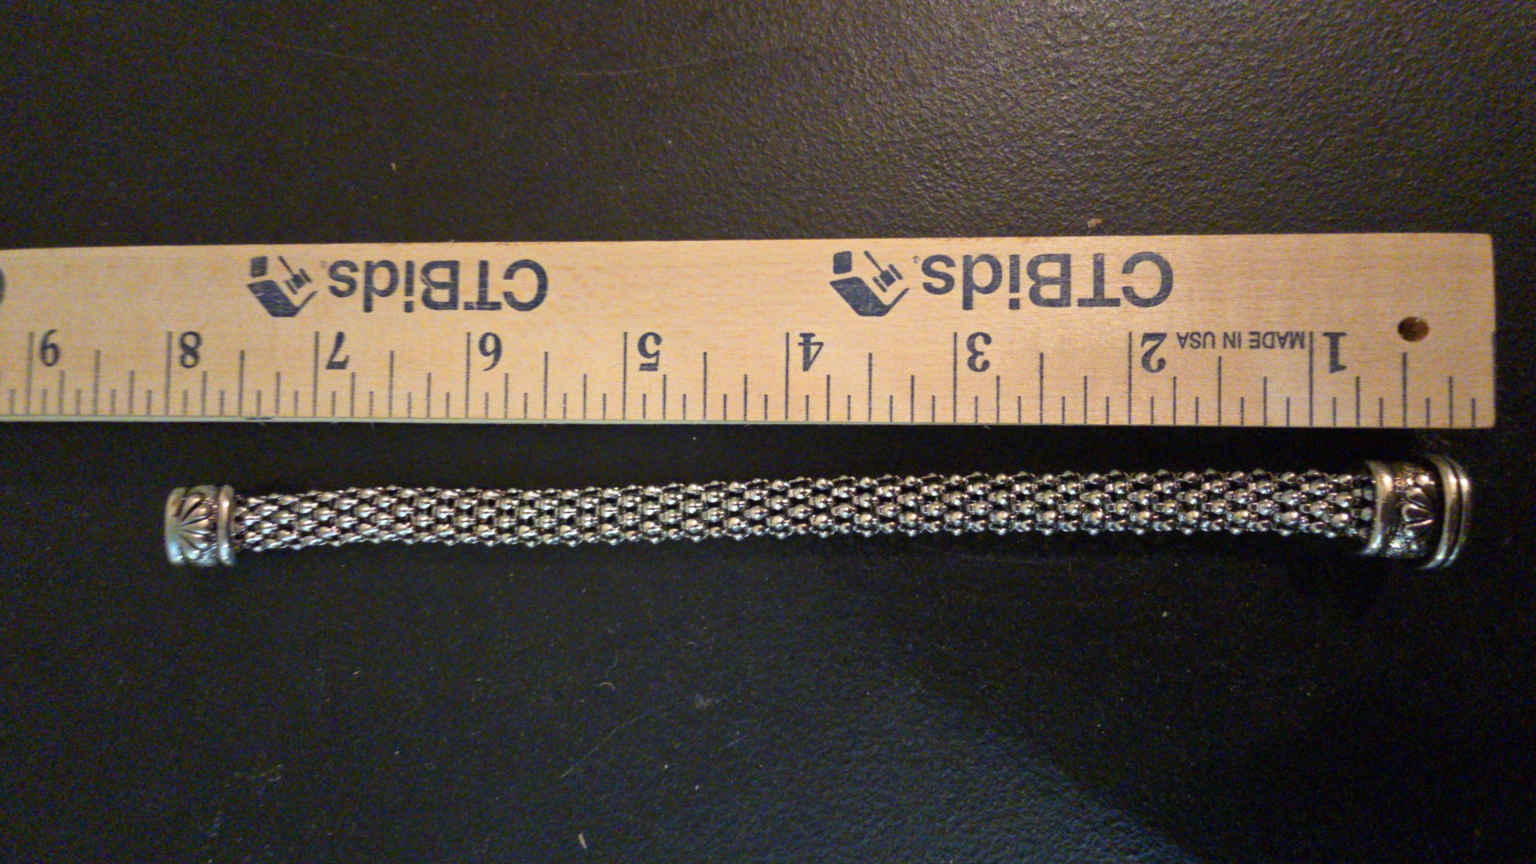 1 MADE IN USA 2 3 4 5 6 7 8 9
CTBids. CTBids.